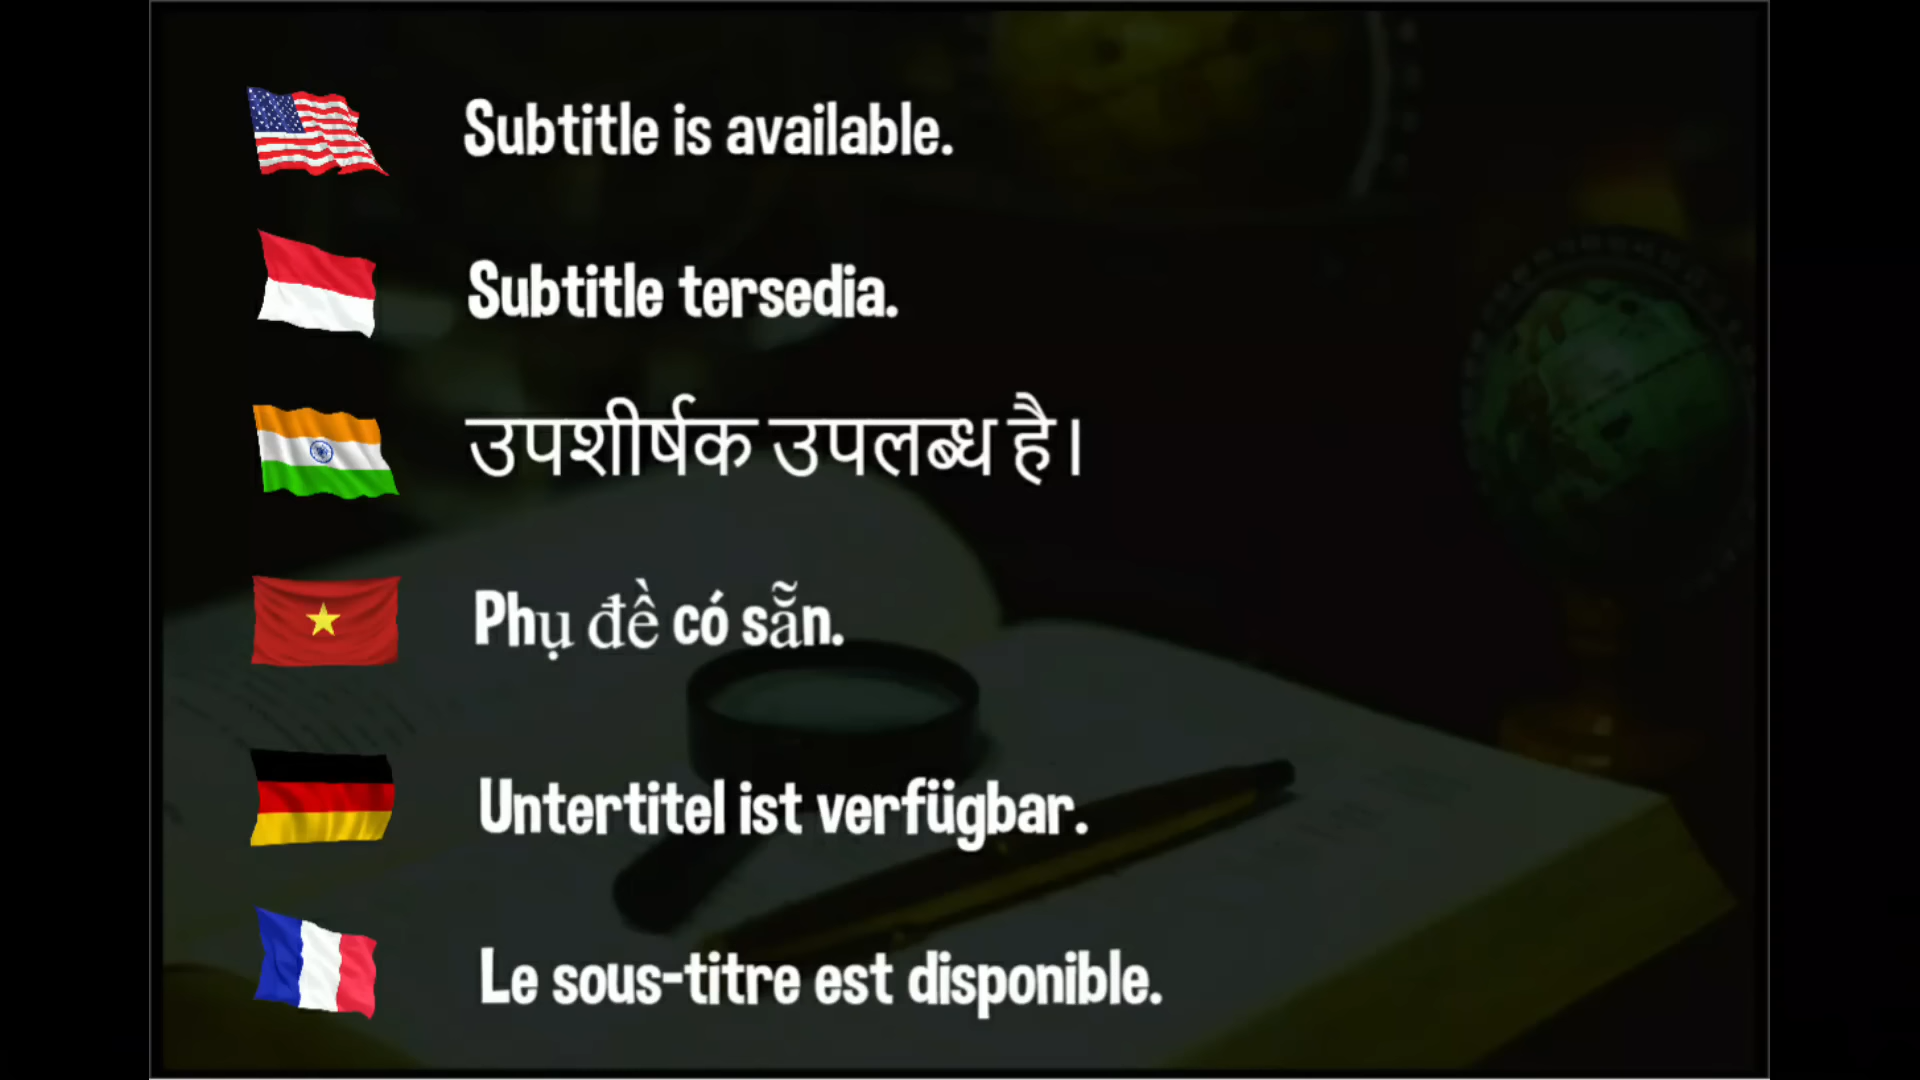 Subtitle is available.
Subtitle tersedia.
उपशीर्षक उपलब्ध है।
Phụ đề có sẵn.
Untertitel ist verfügbar.
Le sous-titre est disponible.